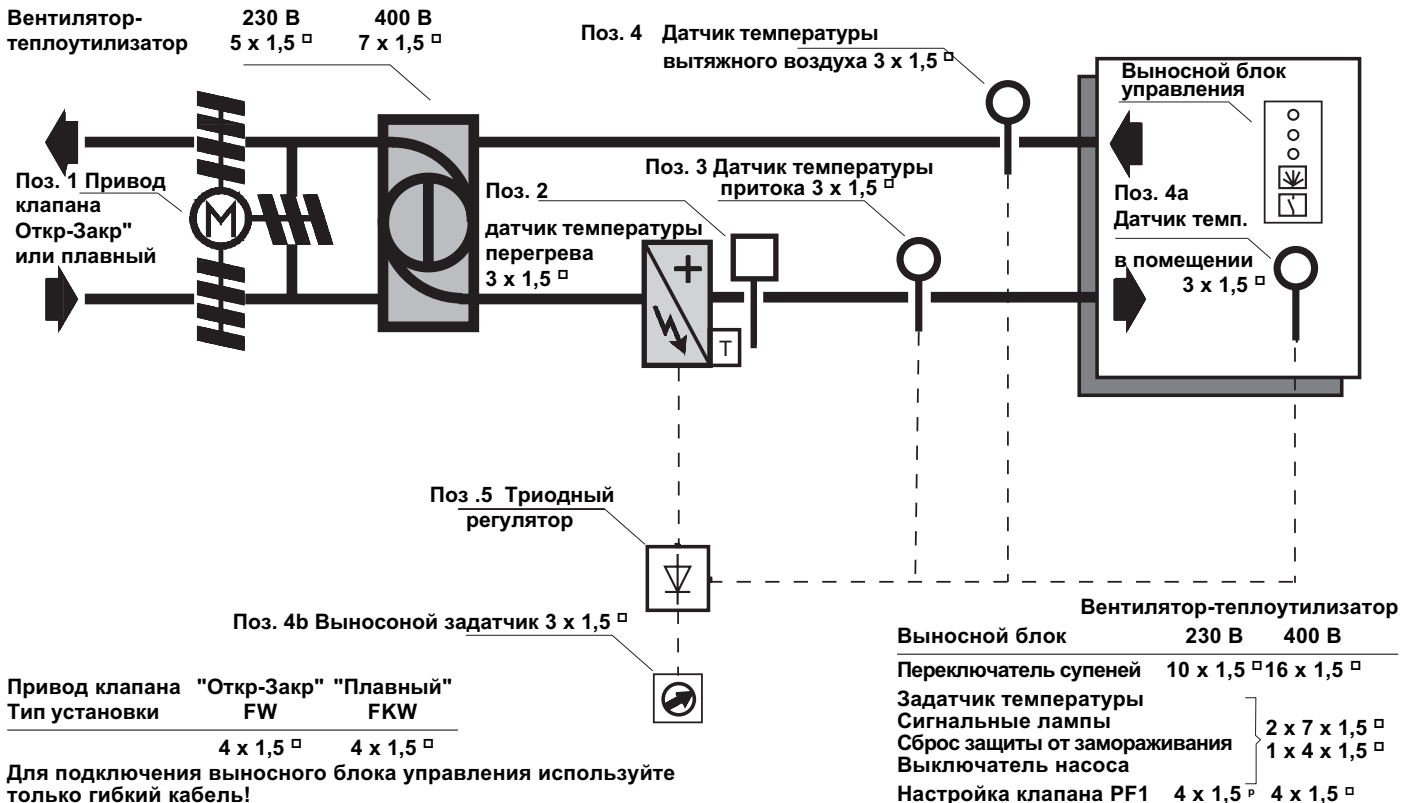 Вентилятор- 230 В 400 В
теплоутилизатор 5 x 1,5 □ 7 x 1,5 □
Поз. 4 Датчик температуры
вытяжного воздуха 3 x 1,5 □
Выносной блок
управления
Поз. 1 Привод
клапана
Откр-Закр"
или плавный
M
Поз. 2
датчик температуры
перегрева
3 x 1,5 □
Поз. 3 Датчик температуры
притока 3 x 1,5 □
Поз. 4a
Датчик темп.
в помещении
3 x 1,5 □
+
T
Поз .5 Триодный
регулятор
Поз. 4b Выносоной задатчик 3 x 1,5 □
Привод клапана "Откр-Закр" "Плавный"
Тип установки FW FKW
4 x 1,5 □ 4 x 1,5 □
Для подключения выносного блока управления используйте
только гибкий кабель!
Вентилятор-теплоутилизатор
Выносной блок 230 В 400 В
Переключатель супеней 10 x 1,5 □ 16 x 1,5 □
Задатчик температуры
Сигнальные лампы
Сброс защиты от замораживания
Выключатель насоса
2 x 7 x 1,5 □
1 x 4 x 1,5 □
Настройка клапана PF1 4 x 1,5 р 4 x 1,5 □